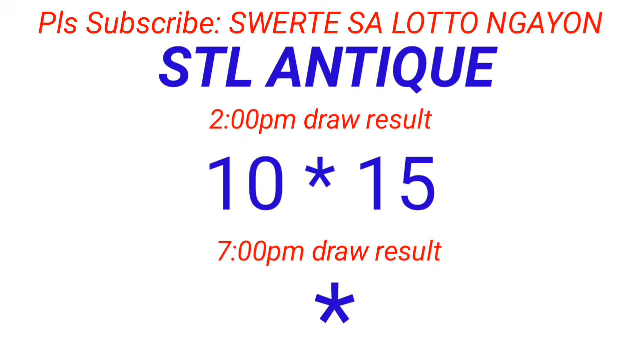 Pls Subscribe: SWERTE SA LOTTO NGAYON
STL ANTIQUE
2:00pm draw result
10 * 15
7:00pm draw result
*